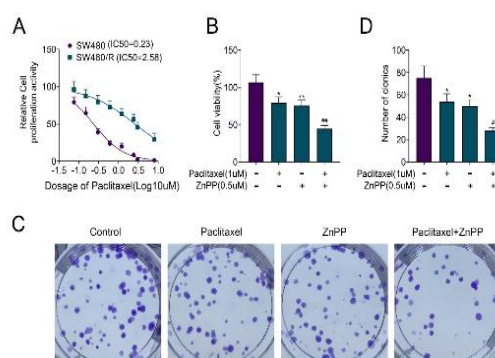 A
SW480 (IC50=0.23)
SW480/R(IC50=2.58)
Relative Cell
proliferation activity
150
100
50
0
-1.5 -1.0 -0.5 0.0 0.5 1.0
Dosage of Paclitaxel(Log10uM)
B
Cell viability(%)
150
100
50
0
*
**
##
Paclitaxel(1uM) - + - +
ZnPP(0.5uM) - - + +
D
Number of clonics
100
80
60
40
20
0
*
*
#
Paclitaxel(1uM) - + - +
ZnPP(0.5uM) - - + +
C
Control
Paclitaxel
ZnPP
Paclitaxel+ZnPP